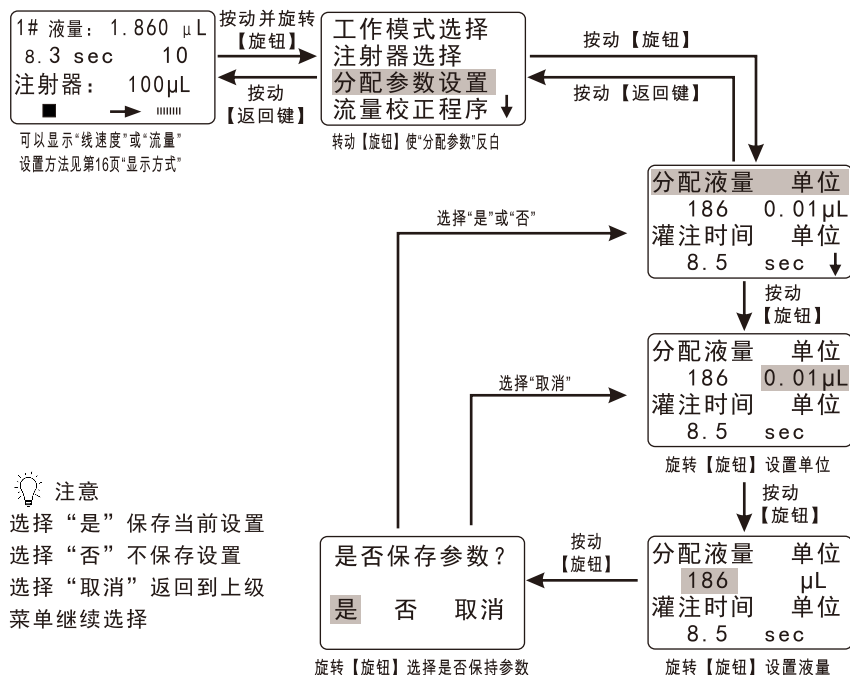 1# 液量: 1.860 μL
8.3 sec 10
注射器: 100μL
可以显示“线速度”或“流量”
设置方法见第16页“显示方式”
按动并旋转
【旋钮】
按动
【返回键】
工作模式选择
注射器选择
分配参数设置
流量校正程序
转动【旋钮】使“分配参数”反白
按动【旋钮】
按动【返回键】
分配液量 单位
186 0.01μL
灌注时间 单位
8.5 sec
按动
【旋钮】
分配液量 单位
186 0.01μL
灌注时间 单位
8.5 sec
旋转【旋钮】设置单位
按动
【旋钮】
分配液量 单位
186 μL
灌注时间 单位
8.5 sec
旋转【旋钮】设置液量
按动
【旋钮】
是否保存参数?
是 否 取消
旋转【旋钮】选择是否保持参数
选择“是”或“否”
选择“取消”
注意
选择“是”保存当前设置
选择“否”不保存设置
选择“取消”返回到上级
菜单继续选择